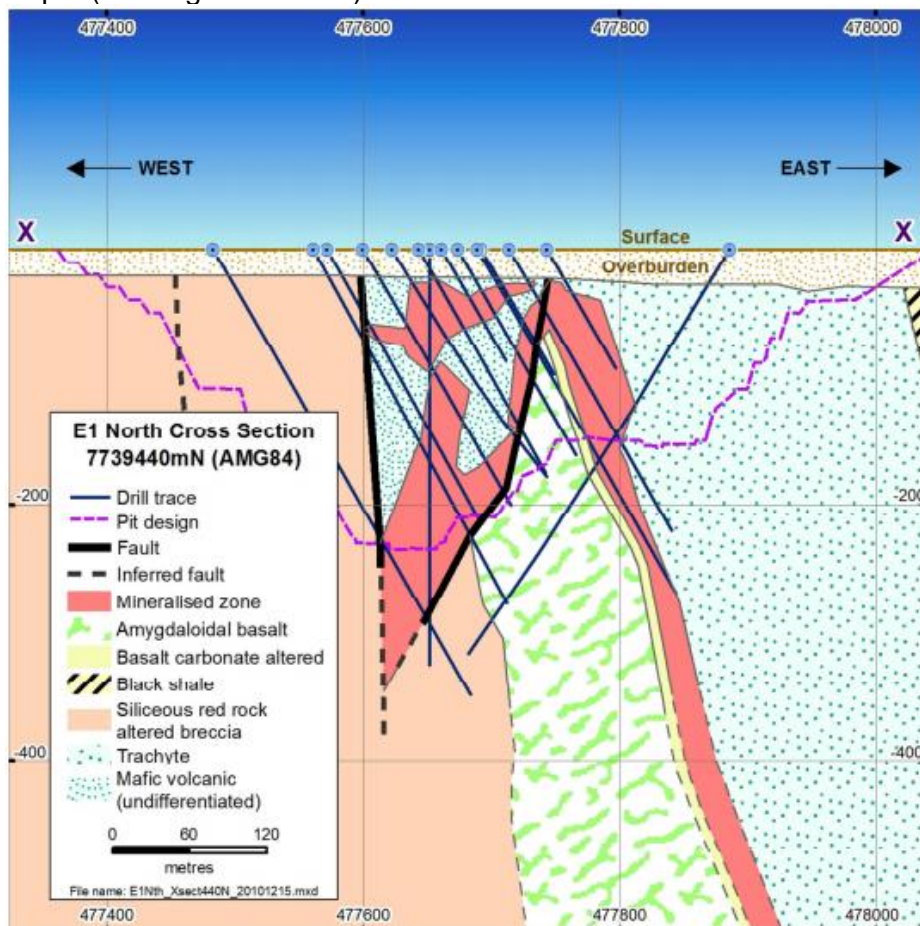 477400 477600 477800 478000
WEST EAST
X X
Surface
Overburden
E1 North Cross Section
7739440mN (AMG84)
Drill trace
Pit design
Fault
Inferred fault
Mineralised zone
Amygdaloidal basalt
Basalt carbonate altered
Black shale
Siliceous red rock
altered breccia
Trachyte
Mafic volcanic
(undifferentiated)
0 60 120
metres
File name: E1Nth_Xsect440N_20101215.mxd
-200 -200
-400 -400
477400 477600 477800 478000